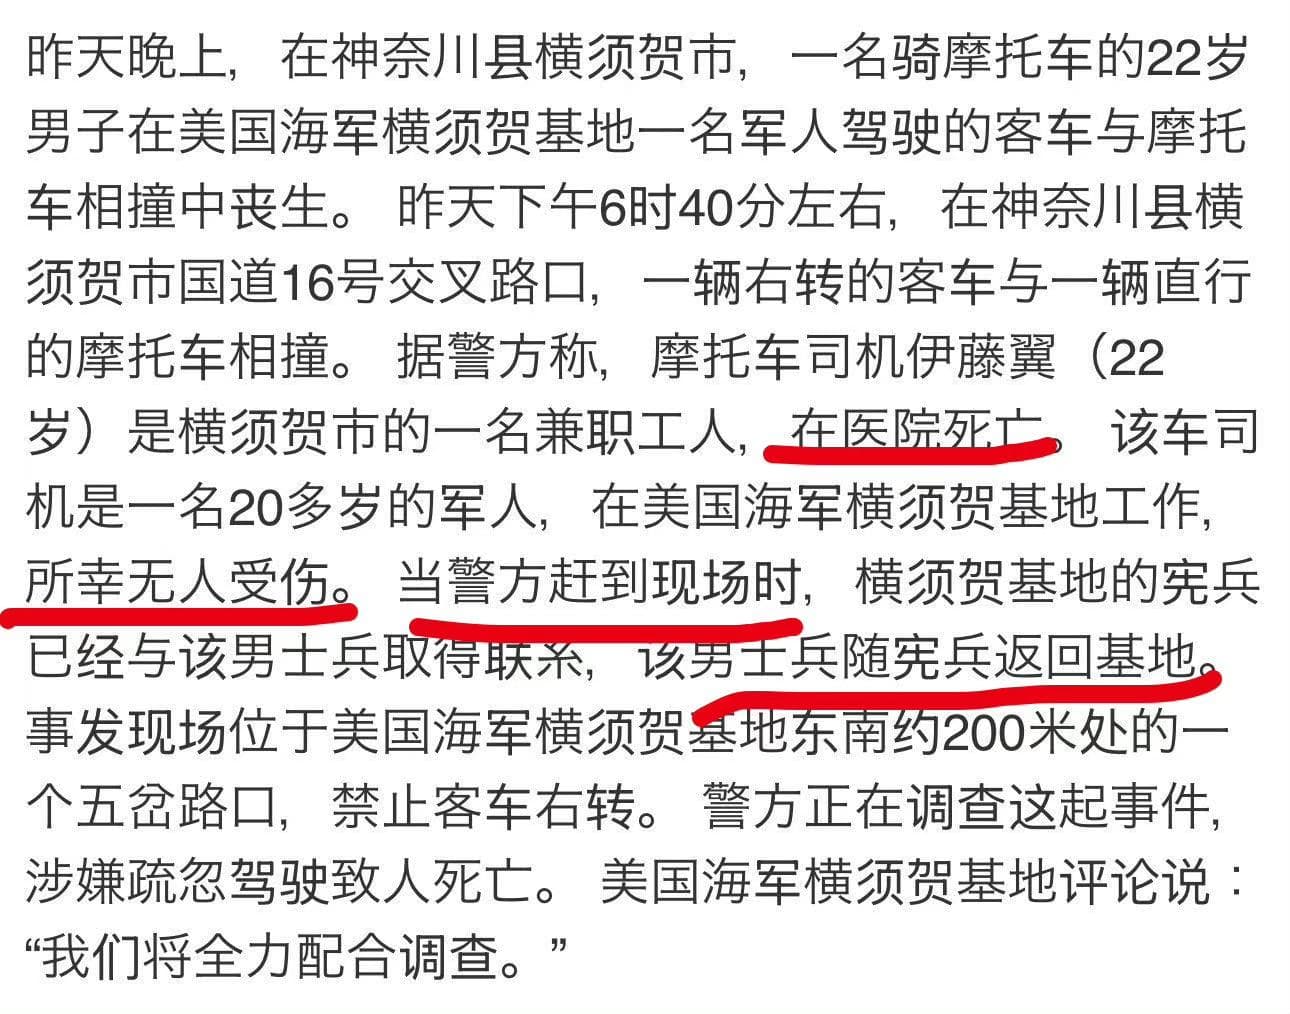 昨天晚上，在神奈川县横须贺市，一名骑摩托车的22岁
男子在美国海军横须贺基地一名军人驾驶的客车与摩托
车相撞中丧生。 昨天下午6时40分左右，在神奈川县横
须贺市国道16号交叉路口，一辆右转的客车与一辆直行
的摩托车相撞。 据警方称，摩托车司机伊藤翼（22
岁）是横须贺市的一名兼职工人，在医院死亡。 该车司
机是一名20多岁的军人，在美国海军横须贺基地工作，
所幸无人受伤。 当警方赶到现场时，横须贺基地的宪兵
已经与该男士兵取得联系，该男士兵随宪兵返回基地。
事发现场位于美国海军横须贺基地东南约200米处的一
个五岔路口，禁止客车右转。 警方正在调查这起事件，
涉嫌疏忽驾驶致人死亡。 美国海军横须贺基地评论说：
“我们将全力配合调查。”